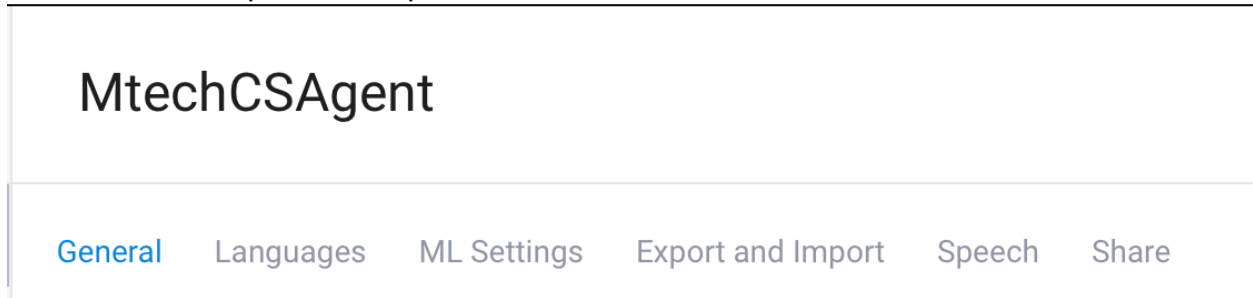 MtechCSAgent
General Languages ML Settings Export and Import Speech Share